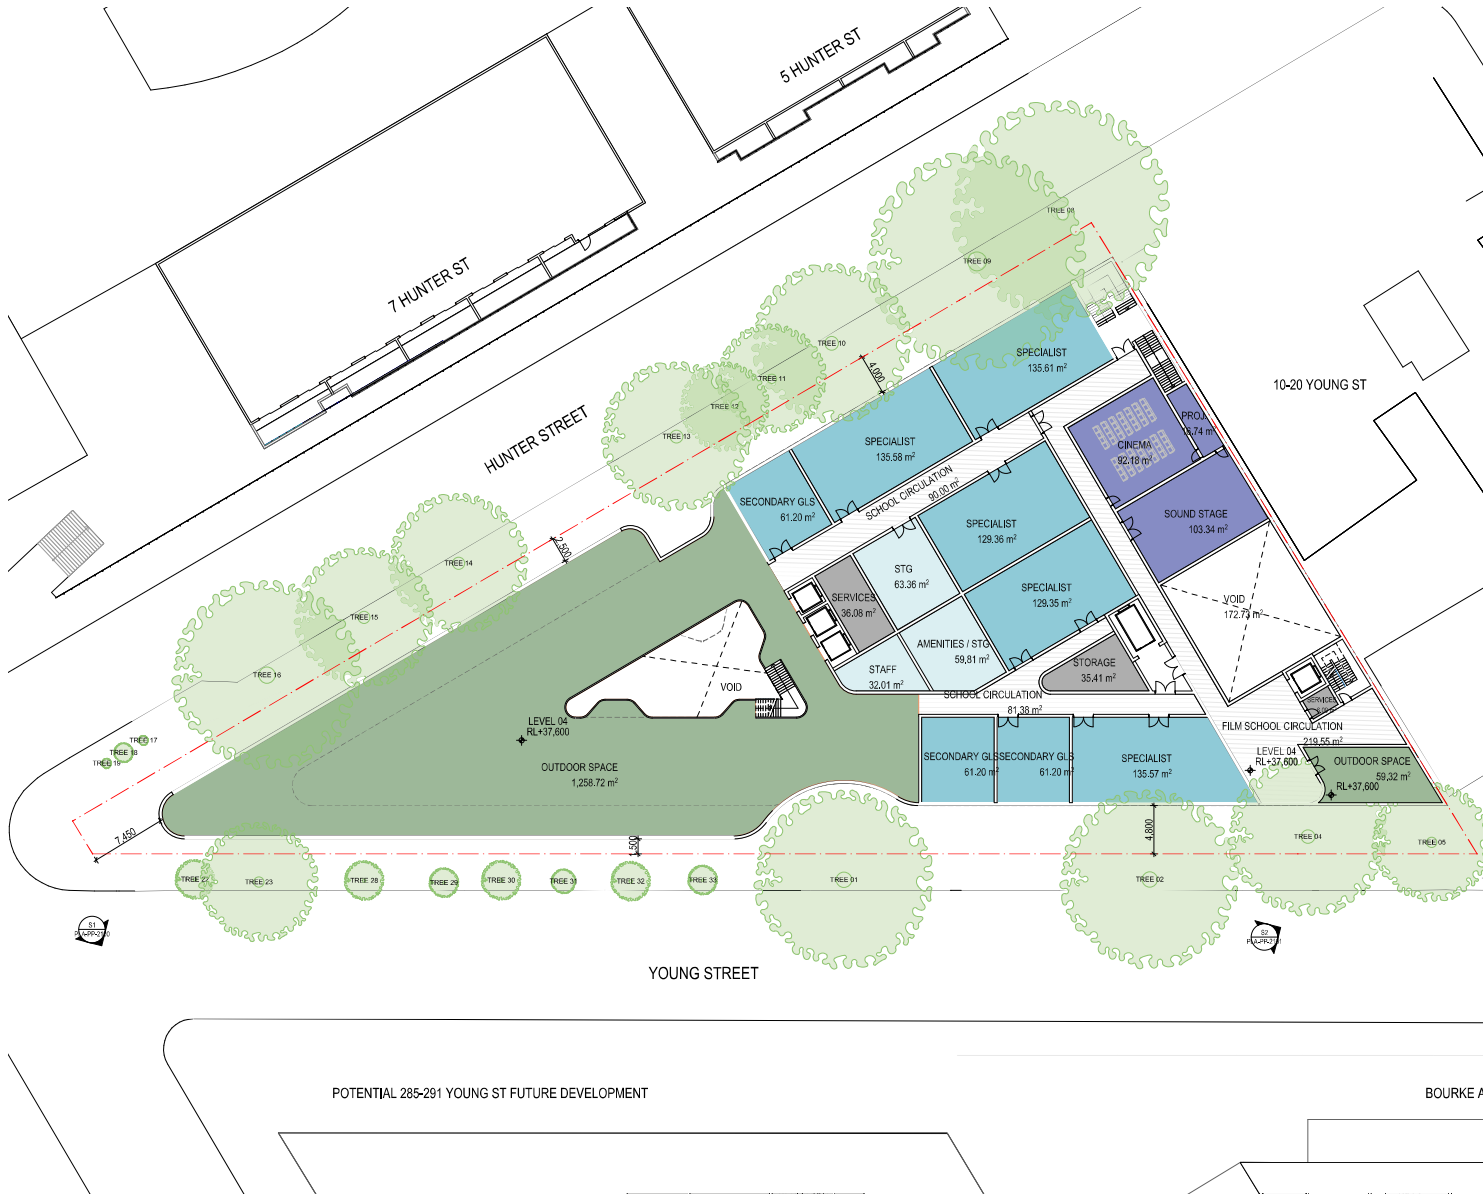 5 HUNTER ST
7 HUNTER ST
HUNTER STREET
10-20 YOUNG ST
TREE 08
TREE 09
TREE 10
TREE 11
TREE 12
TREE 13
TREE 14
TREE 15
TREE 16
TREE 17
TREE 18
TREE 19
4,000
2,500
SPECIALIST
135.61 m²
SPECIALIST
135.58 m²
SECONDARY GLS
61.20 m²
SCHOOL CIRCULATION
90.00 m²
CINEMA
92.18 m²
PROJ.
SOUND STAGE
103.34 m²
SPECIALIST
129.36 m²
STG
63.36 m²
SERVICES
36.08 m²
SPECIALIST
129.35 m²
VOID
172.73 m²
AMENITIES / STG
59.81 m²
STAFF
32.01 m²
STORAGE
35.41 m²
VOID
SCHOOL CIRCULATION
81.38 m²
SERVICES
LEVEL 04
RL+37,600
OUTDOOR SPACE
1,258.72 m²
FILM SCHOOL CIRCULATION
219.55 m²
SECONDARY GLS
61.20 m²
SECONDARY GLS
61.20 m²
SPECIALIST
135.57 m²
LEVEL 04
RL+37,600
OUTDOOR SPACE
59.32 m²
RL+37,600
7,450
1,500
4,800
TREE 04
TREE 05
TREE 22
TREE 23
TREE 28
TREE 29
TREE 30
TREE 31
TREE 32
TREE 33
TREE 01
TREE 02
S1
S2
YOUNG STREET
POTENTIAL 285-291 YOUNG ST FUTURE DEVELOPMENT
BOURKE A